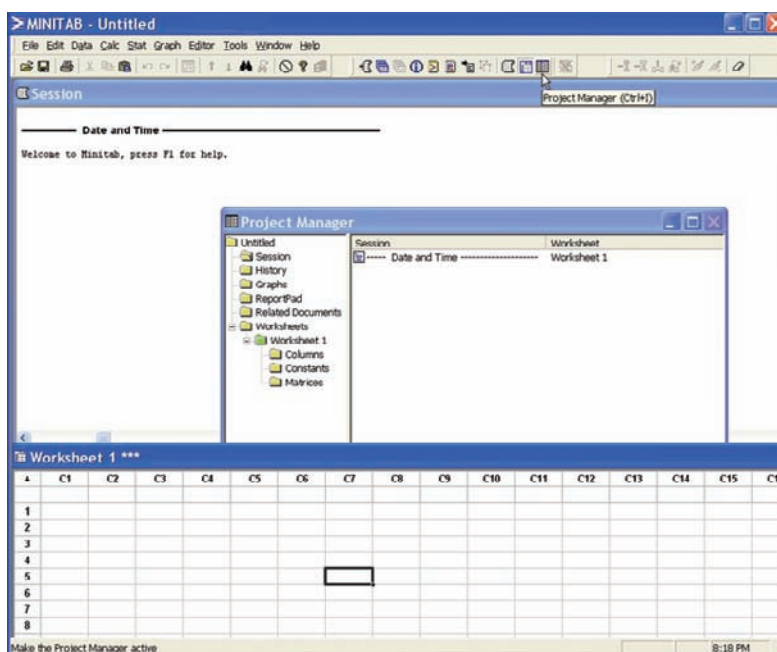 MINITAB - Untitled
File Edit Data Calc Stat Graph Editor Tools Window Help
Session
Project Manager (Ctrl+I)
Date and Time
Welcome to Minitab, press F1 for help.
Project Manager
Untitled
Session
History
Graphs
ReportPad
Related Documents
Worksheets
Worksheet 1
Columns
Constants
Matrices
Session Worksheet
----- Date and Time -------------------- Worksheet 1
Worksheet 1 ***
C1 C2 C3 C4 C5 C6 C7 C8 C9 C10 C11 C12 C13 C14 C15 C1
1
2
3
4
5
6
7
8
Make the Project Manager active 8:18 PM